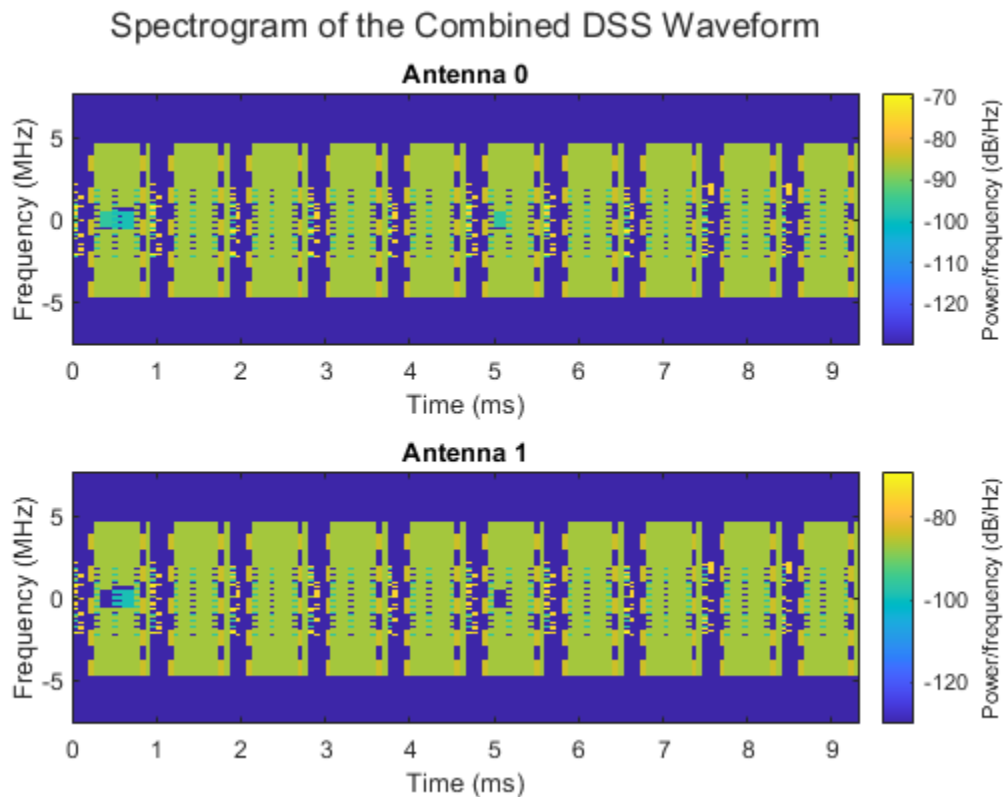 Spectrogram of the Combined DSS Waveform
Antenna 0
Frequency (MHz)
5
0
-5
0 1 2 3 4 5 6 7 8 9
Time (ms)
-70
-80
-90
-100
-110
-120
Power/frequency (dB/Hz)
Antenna 1
Frequency (MHz)
5
0
-5
0 1 2 3 4 5 6 7 8 9
Time (ms)
-80
-100
-120
Power/frequency (dB/Hz)